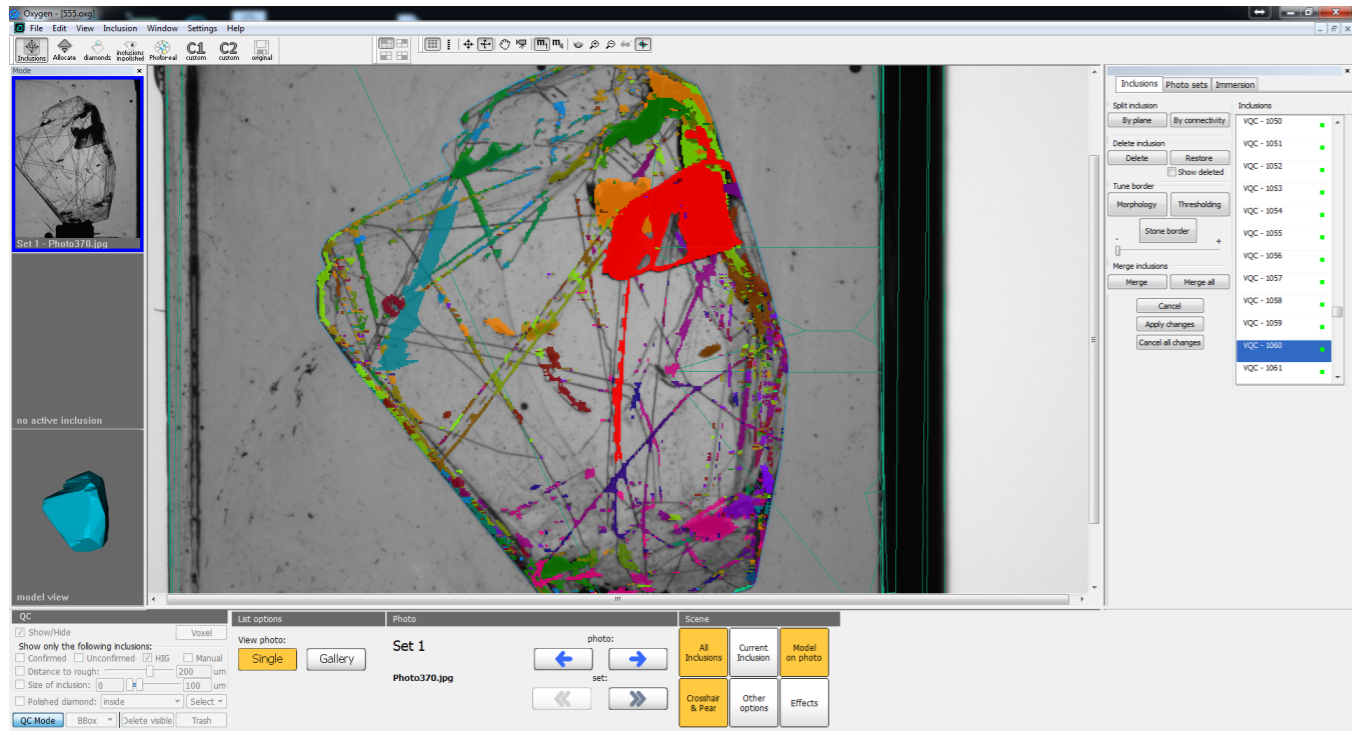 Oxygen - [555.oxg]
File Edit View Inclusion Window Settings Help
Inclusions Allocate diamonds inclusions inpolished Photoreal C1 custom C2 custom original
m₁
Mode
Set 1 - Photo370.jpg
no active inclusion
model view
Inclusions Photo sets Immersion
Split inclusion
By plane By connectivity
Delete inclusion
Delete Restore
Show deleted
Tune border
Morphology Thresholding
Stone border
- +
Merge inclusions
Merge Merge all
Cancel
Apply changes
Cancel all changes
Inclusions
VQC - 1050
VQC - 1051
VQC - 1052
VQC - 1053
VQC - 1054
VQC - 1055
VQC - 1056
VQC - 1057
VQC - 1058
VQC - 1059
VQC - 1060
VQC - 1061
QC
Show/Hide Voxel
Show only the following inclusions:
Confirmed Unconfirmed HIG Manual
Distance to rough: 200 um
Size of inclusion: 0 100 um
Polished diamond: inside Select
QC Mode BBox Delete visible Trash
List options
View photo:
Single Gallery
Photo
Set 1
Photo370.jpg
photo:
set:
Scene
All Inclusions
Current Inclusion
Model on photo
Crosshair & Pear
Other options
Effects